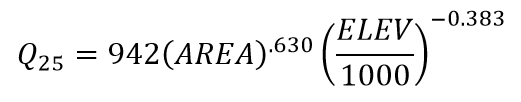 Q₂₅ = 942(AREA)^.630 (ELEV/1000)^−0.383